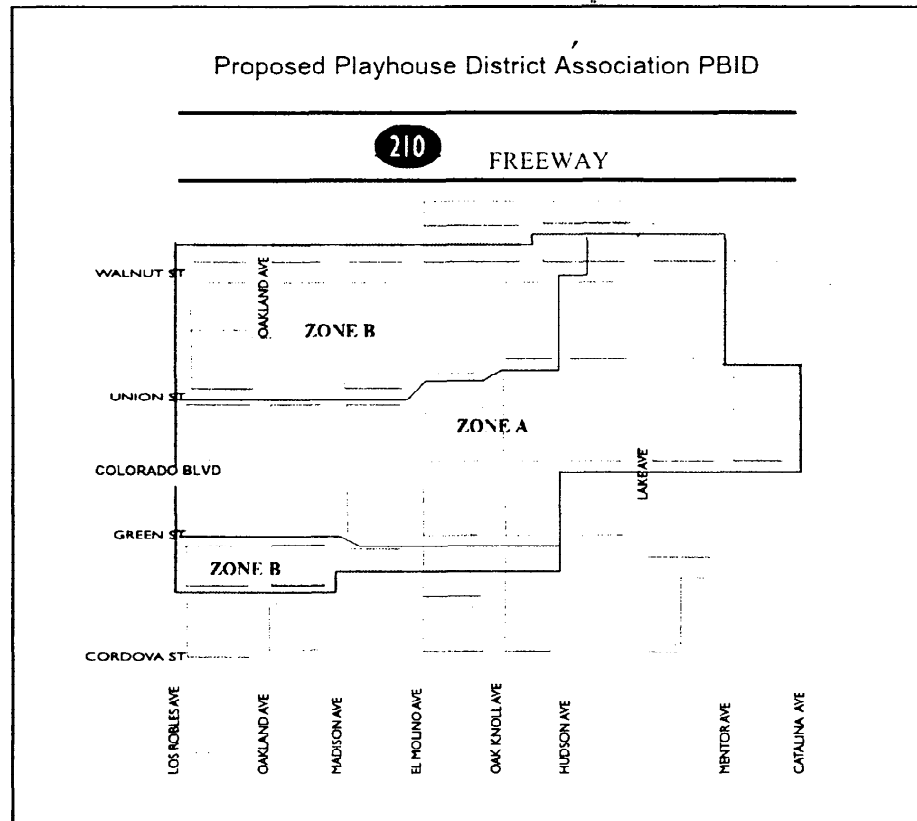 Proposed Playhouse District Association PBID
210
FREEWAY
WALNUT ST
OAKLAND AVE
ZONE B
UNION ST
ZONE A
COLORADO BLVD
LAKE AVE
GREEN ST
ZONE B
CORDOVA ST
LOS ROBLES AVE
OAKLAND AVE
MADISON AVE
EL MOLINO AVE
OAK KNOLL AVE
HUDSON AVE
MENTOR AVE
CATALINA AVE